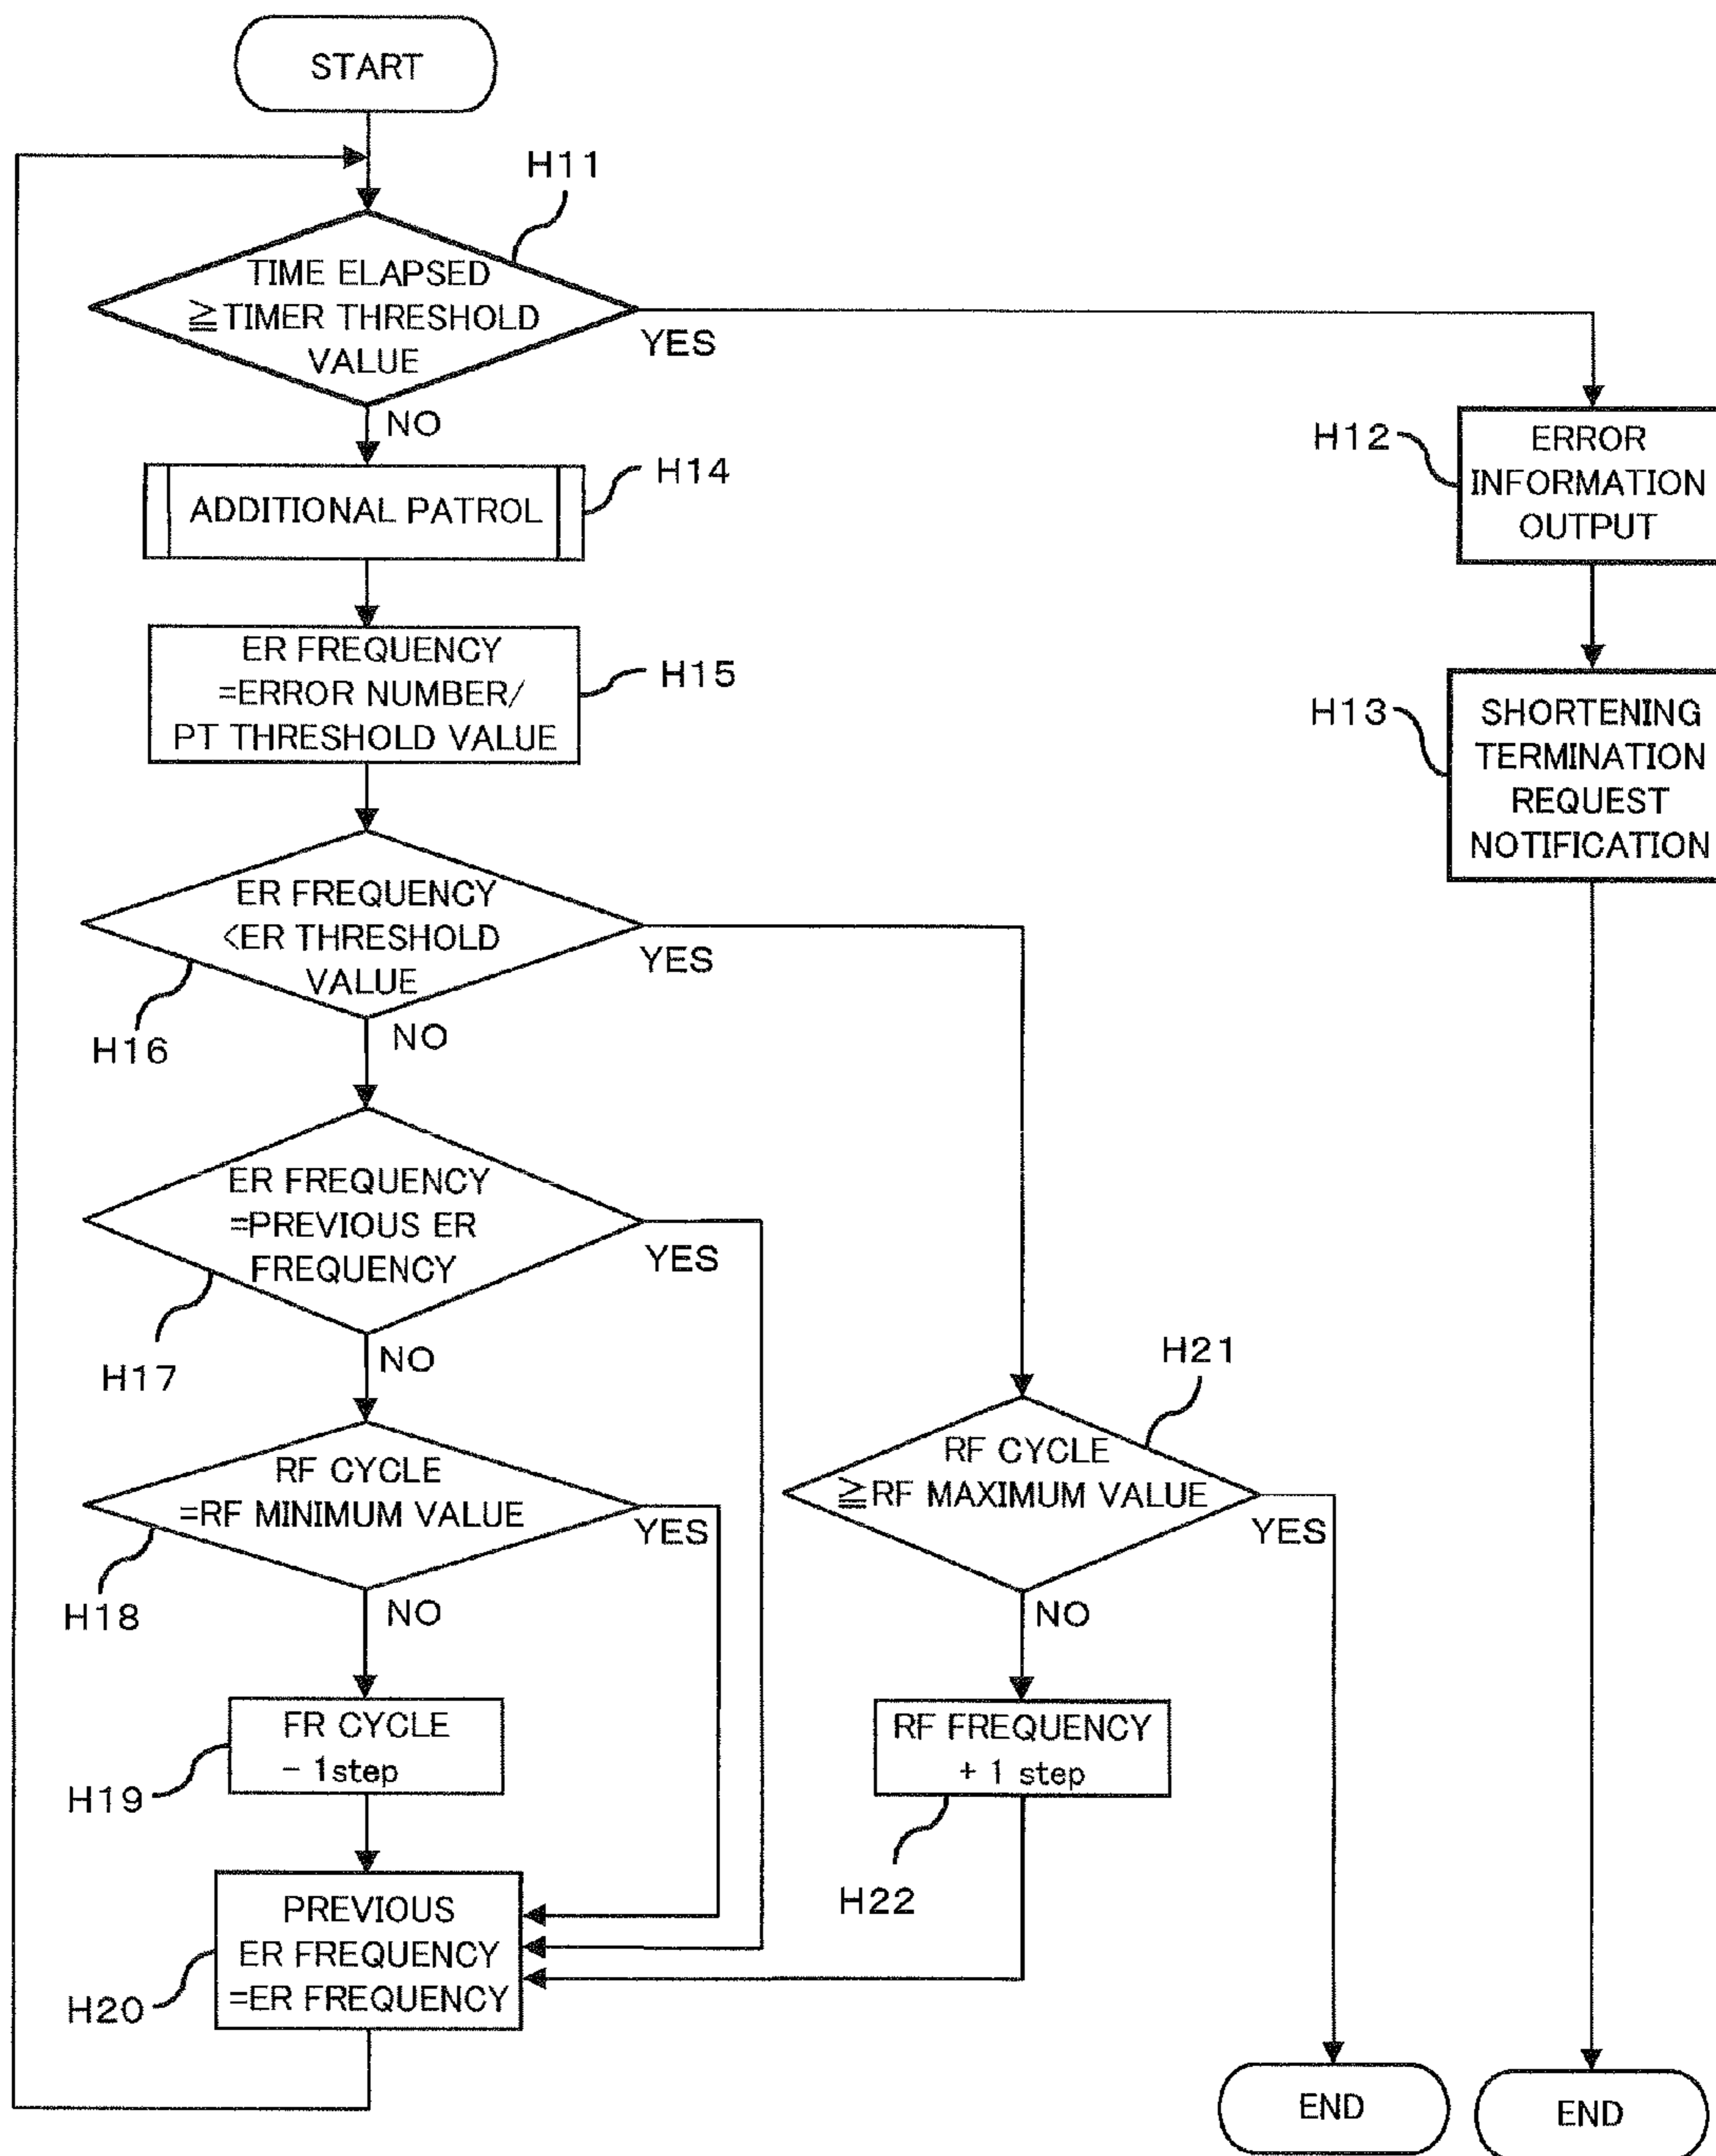 START
H11
TIME ELAPSED
≧TIMER THRESHOLD
VALUE
YES
NO
H12
ERROR
INFORMATION
OUTPUT
H14
ADDITIONAL PATROL
ER FREQUENCY
=ERROR NUMBER/
PT THRESHOLD VALUE
H15
H13
SHORTENING
TERMINATION
REQUEST
NOTIFICATION
ER FREQUENCY
<ER THRESHOLD
VALUE
YES
H16
NO
ER FREQUENCY
=PREVIOUS ER
FREQUENCY
YES
H17
NO
H21
RF CYCLE
=RF MINIMUM VALUE
YES
RF CYCLE
≧RF MAXIMUM VALUE
YES
H18
NO
NO
FR CYCLE
- 1step
H19
RF FREQUENCY
+ 1 step
H22
PREVIOUS
ER FREQUENCY
=ER FREQUENCY
H20
END
END